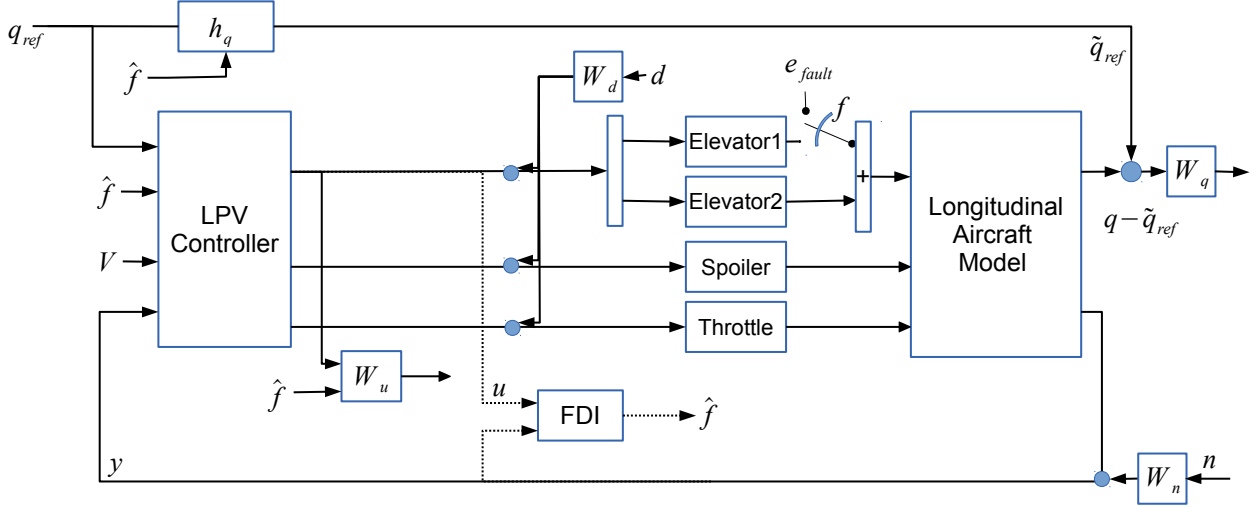 q_ref
h_q
f̂
W_d
d
e_fault
f
q̃_ref
Elevator1
Elevator2
+
LPV
Controller
f̂
V
Longitudinal
Aircraft
Model
W_q
q−q̃_ref
Spoiler
Throttle
W_u
f̂
u
FDI
f̂
y
W_n
n